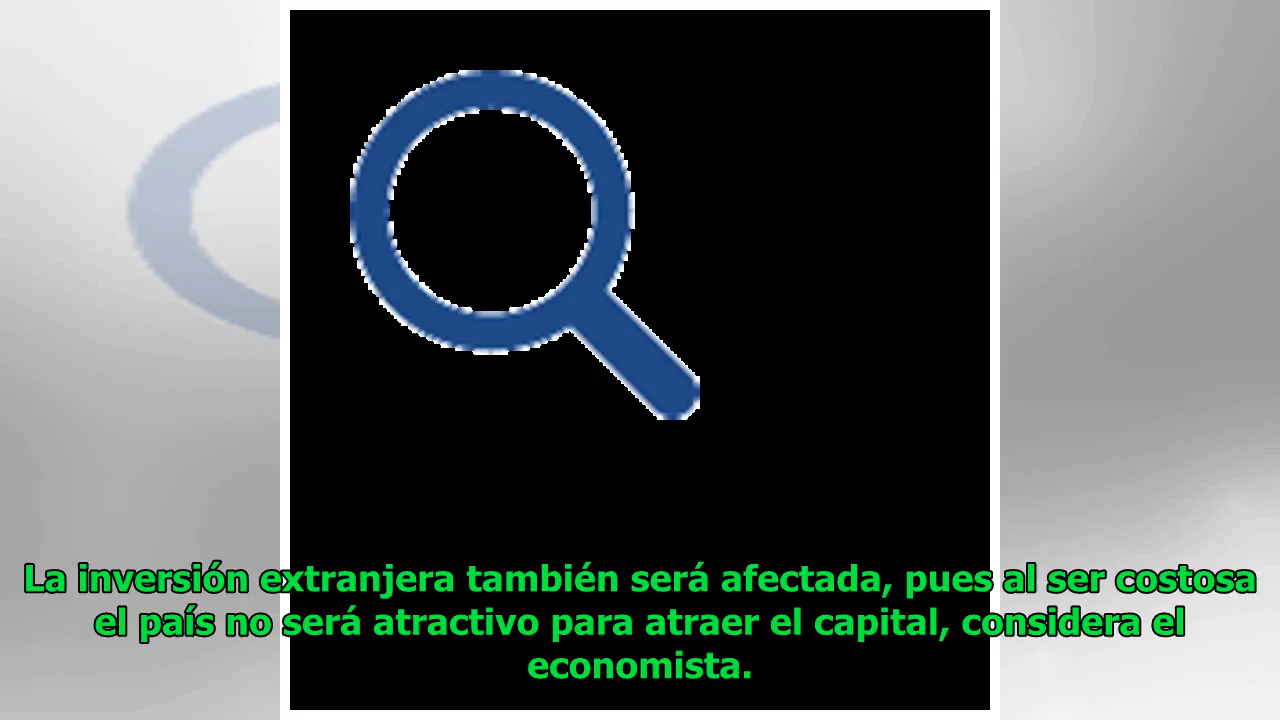 La inversión extranjera también será afectada, pues al ser costosa
el país no será atractivo para atraer el capital, considera el
economista.